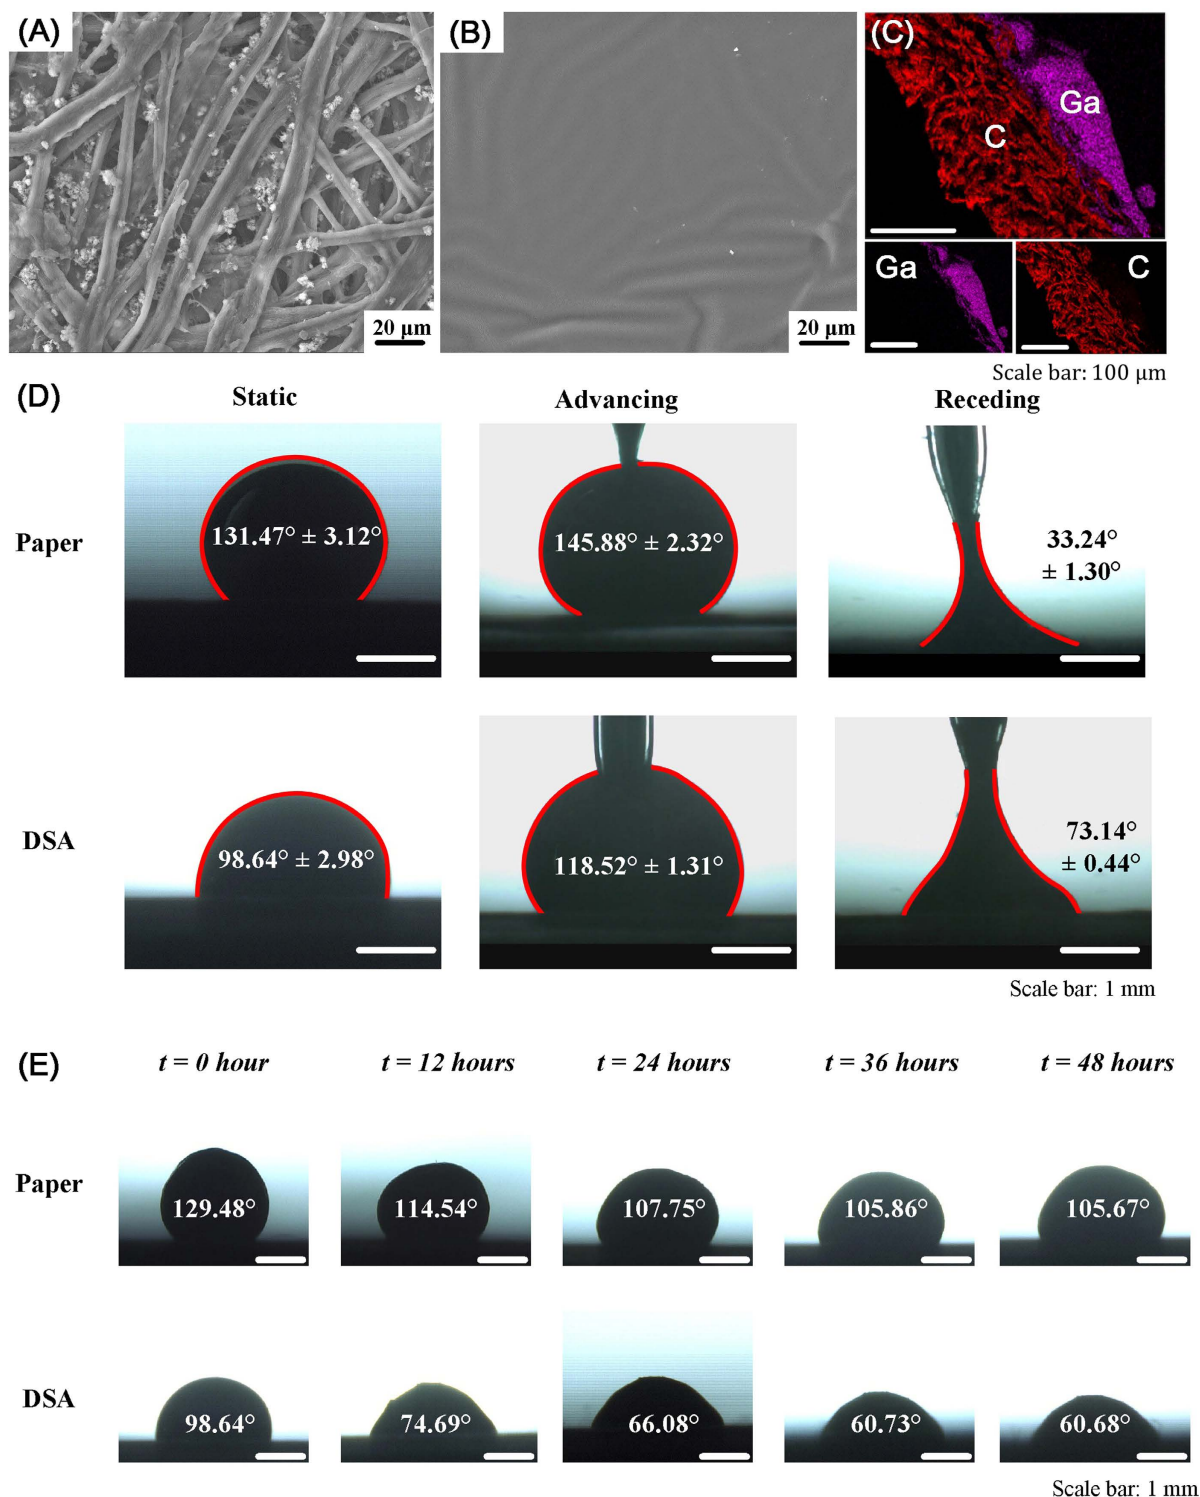 (A)
(B)
(C)
Ga
C
20 µm
20 µm
Ga
C
Scale bar: 100 µm
(D)
Static
Advancing
Receding
Paper
131.47° ± 3.12°
145.88° ± 2.32°
33.24°
± 1.30°
DSA
98.64° ± 2.98°
118.52° ± 1.31°
73.14°
± 0.44°
Scale bar: 1 mm
(E)
t = 0 hour
t = 12 hours
t = 24 hours
t = 36 hours
t = 48 hours
Paper
129.48°
114.54°
107.75°
105.86°
105.67°
DSA
98.64°
74.69°
66.08°
60.73°
60.68°
Scale bar: 1 mm